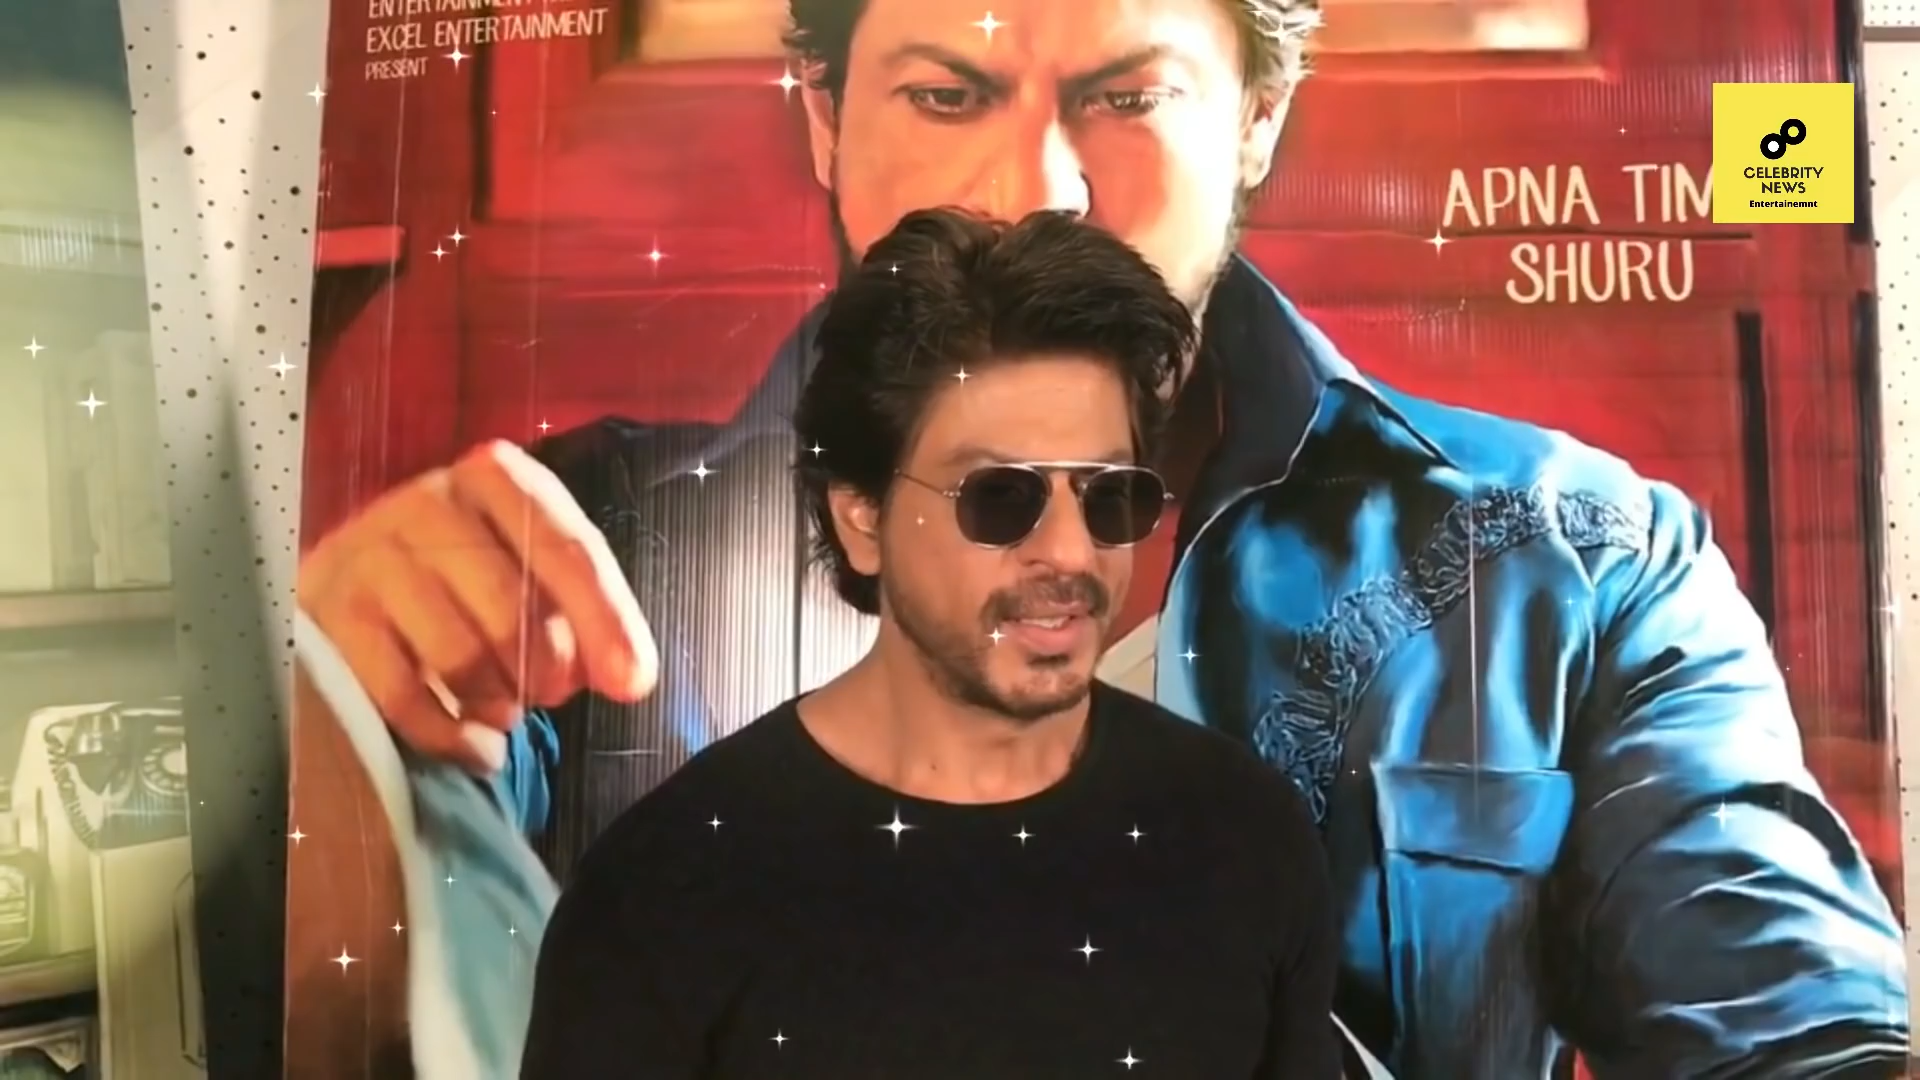 EXCEL ENTERTAINMENT
PRESENT
APNA TIM
SHURU
CELEBRITY
NEWS
Entertainemnt